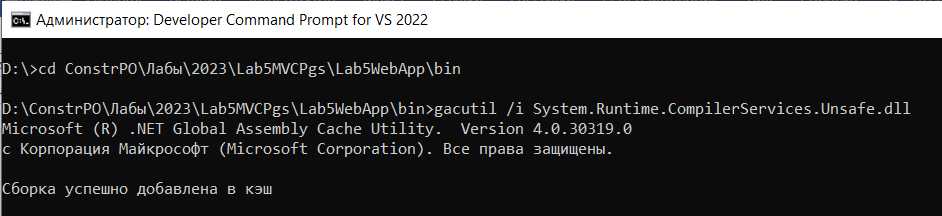 Администратор: Developer Command Prompt for VS 2022
D:\>cd ConstrPO\Лабы\2023\Lab5MVCPgs\Lab5WebApp\bin
D:\ConstrPO\Лабы\2023\Lab5MVCPgs\Lab5WebApp\bin>gacutil /i System.Runtime.CompilerServices.Unsafe.dll
Microsoft (R) .NET Global Assembly Cache Utility.  Version 4.0.30319.0
с Корпорация Майкрософт (Microsoft Corporation). Все права защищены.
Сборка успешно добавлена в кэш